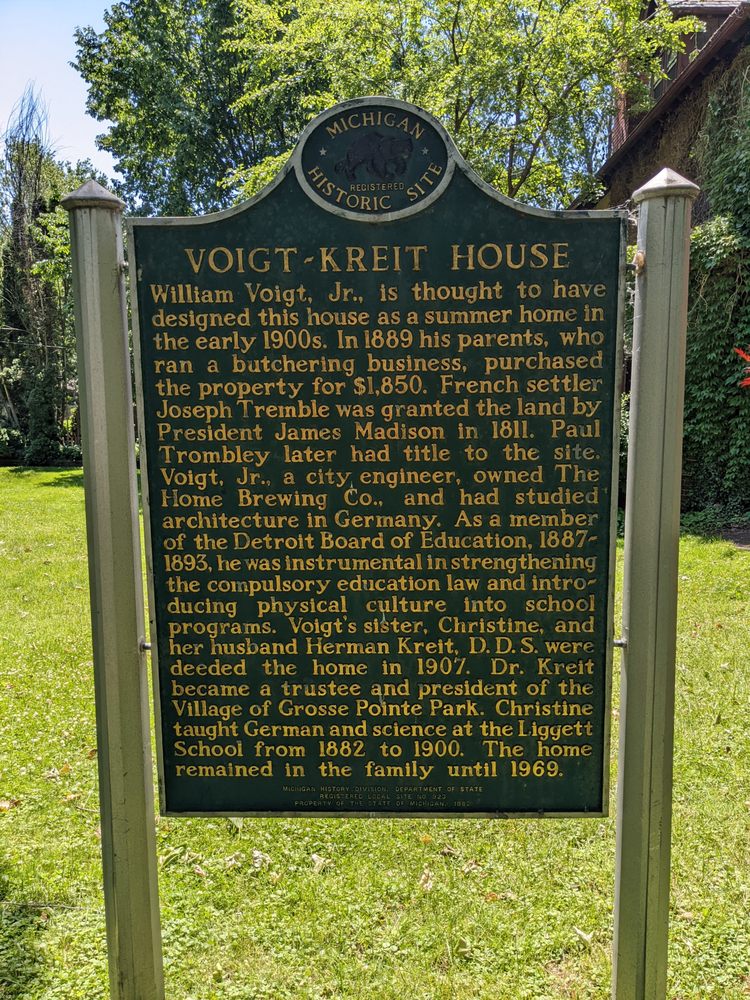 MICHIGAN
REGISTERED
HISTORIC SITE
VOIGT-KREIT HOUSE
William Voigt, Jr., is thought to have
designed this house as a summer home in
the early 1900s. In 1889 his parents, who
ran a butchering business, purchased
the property for $1,850. French settler
Joseph Tremble was granted the land by
President James Madison in 1811. Paul
Trombley later had title to the site.
Voigt, Jr., a city engineer, owned The
Home Brewing Co., and had studied
architecture in Germany. As a member
of the Detroit Board of Education, 1887-
1893, he was instrumental in strengthening
the compulsory education law and intro-
ducing physical culture into school
programs. Voigt's sister, Christine, and
her husband Herman Kreit, D.D.S. were
deeded the home in 1907. Dr. Kreit
became a trustee and president of the
Village of Grosse Pointe Park. Christine
taught German and science at the Liggett
School from 1882 to 1900. The home
remained in the family until 1969.
MICHIGAN HISTORY DIVISION, DEPARTMENT OF STATE
REGISTERED LOCAL SITE NO.
PROPERTY OF THE STATE OF MICHIGAN,